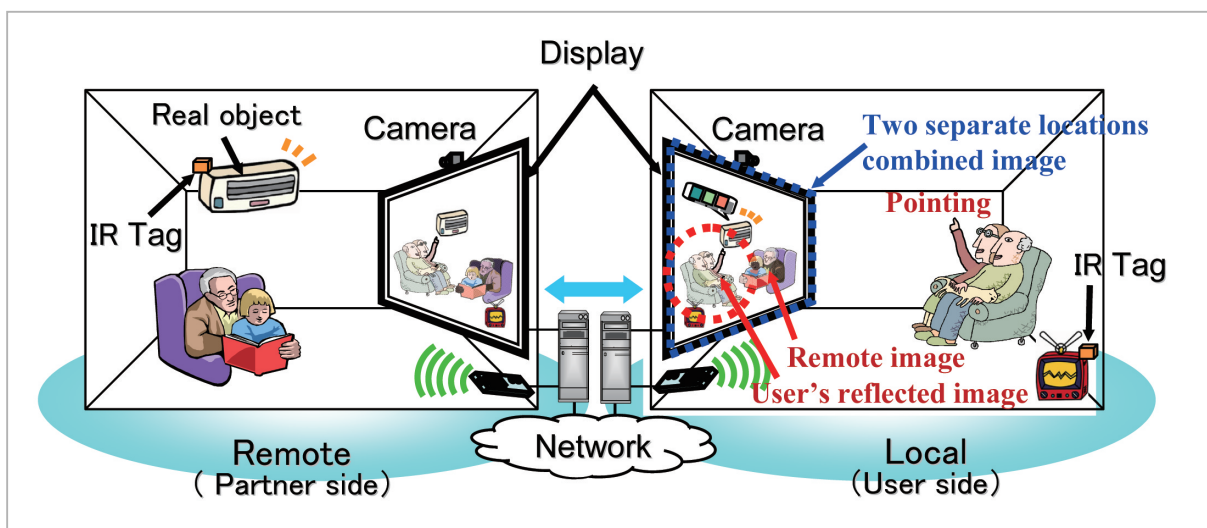 Display
Real object
Camera
Camera
Two separate locations
combined image
Pointing
IR Tag
IR Tag
Remote image
User's reflected image
Network
Remote
( Partner side)
Local
(User side)